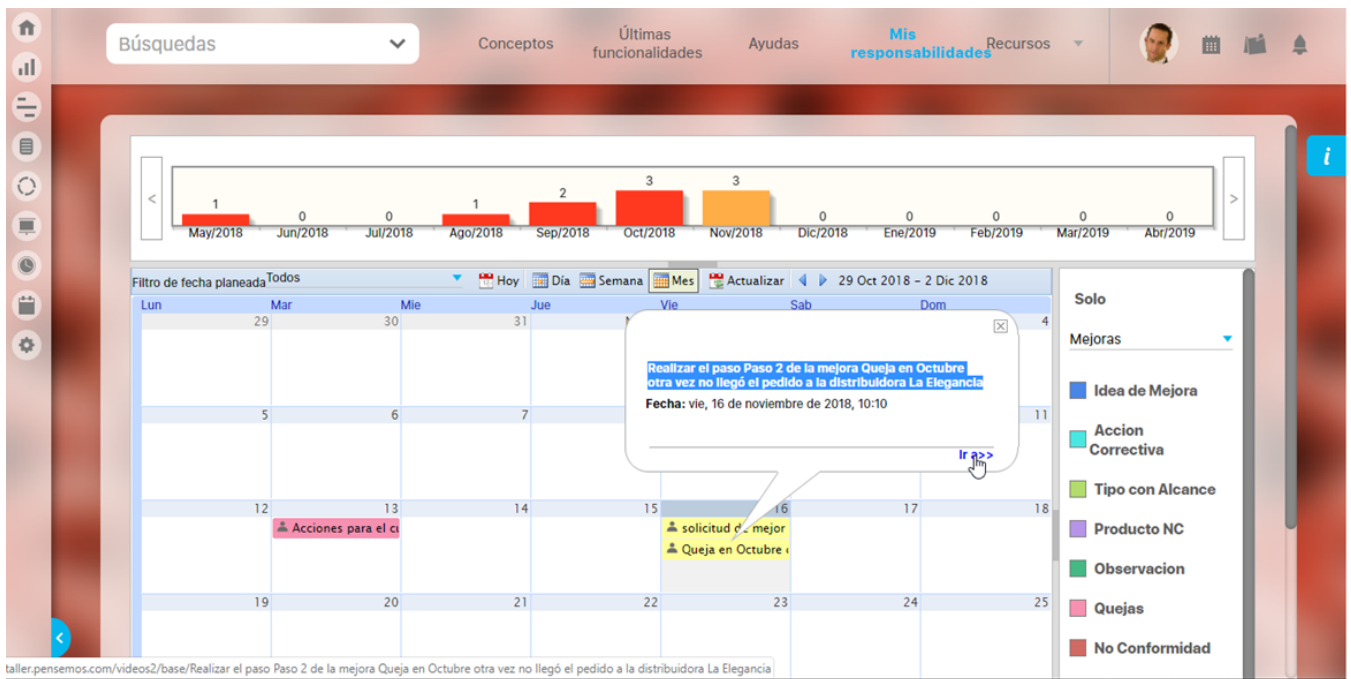 Búsquedas
Conceptos
Últimas
funcionalidades
Ayudas
Mis
responsabilidades
Recursos
i
<
1
0
0
1
2
3
3
0
0
0
0
0
>
May/2018
Jun/2018
Jul/2018
Ago/2018
Sep/2018
Oct/2018
Nov/2018
Dic/2018
Ene/2019
Feb/2019
Mar/2019
Abr/2019
Filtro de fecha planeada Todos
Hoy
Día
Semana
Mes
Actualizar
29 Oct 2018 - 2 Dic 2018
Lun
Mar
Mie
Jue
Vie
Sab
Dom
29
30
31
4
Realizar el paso Paso 2 de la mejora Queja en Octubre
otra vez no llegó el pedido a la distribuidora La Elegancia
Fecha: vie, 16 de noviembre de 2018, 10:10
Ir a>>
5
6
7
11
12
13
14
15
16
17
18
Acciones para el cu
solicitud de mejor
Queja en Octubre
19
20
21
22
23
24
25
Solo
Mejoras
Idea de Mejora
Accion
Correctiva
Tipo con Alcance
Producto NC
Observacion
Quejas
No Conformidad
<
taller.pensemos.com/videos2/base/Realizar el paso Paso 2 de la mejora Queja en Octubre otra vez no llegó el pedido a la distribuidora La Elegancia